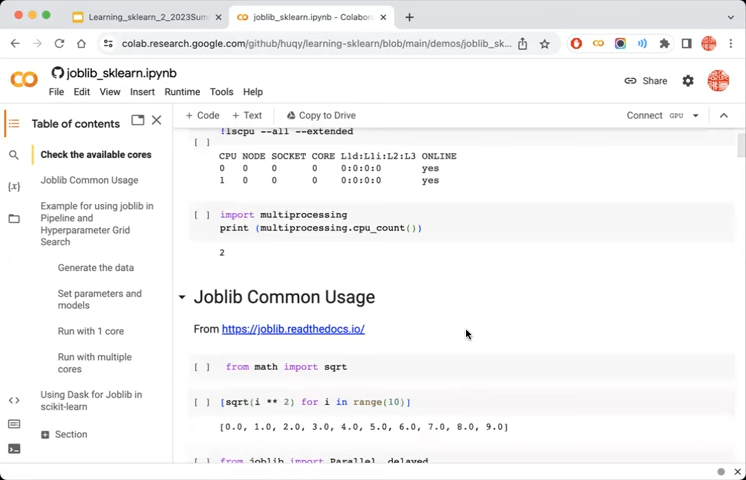 Learning_sklearn_2_2023Sum
joblib_sklearn.ipynb - Colabora
colab.research.google.com/github/huqy/learning-sklearn/blob/main/demos/joblib_sk...
joblib_sklearn.ipynb
File Edit View Insert Runtime Tools Help
Share
Table of contents
+ Code + Text Copy to Drive
Connect GPU
Check the available cores
Joblib Common Usage
Example for using joblib in
Pipeline and
Hyperparameter Grid
Search
Generate the data
Set parameters and
models
Run with 1 core
Run with multiple
cores
Using Dask for Joblib in
scikit-learn
Section
!lscpu --all --extended
[ ]
CPU NODE SOCKET CORE L1d:L1i:L2:L3 ONLINE
0 0 0 0 0:0:0:0 yes
1 0 0 0 0:0:0:0 yes
[ ] import multiprocessing
print (multiprocessing.cpu_count())
2
Joblib Common Usage
From https://joblib.readthedocs.io/
[ ] from math import sqrt
[ ] [sqrt(i ** 2) for i in range(10)]
[0.0, 1.0, 2.0, 3.0, 4.0, 5.0, 6.0, 7.0, 8.0, 9.0]
[ ] from joblib import Parallel, delayed